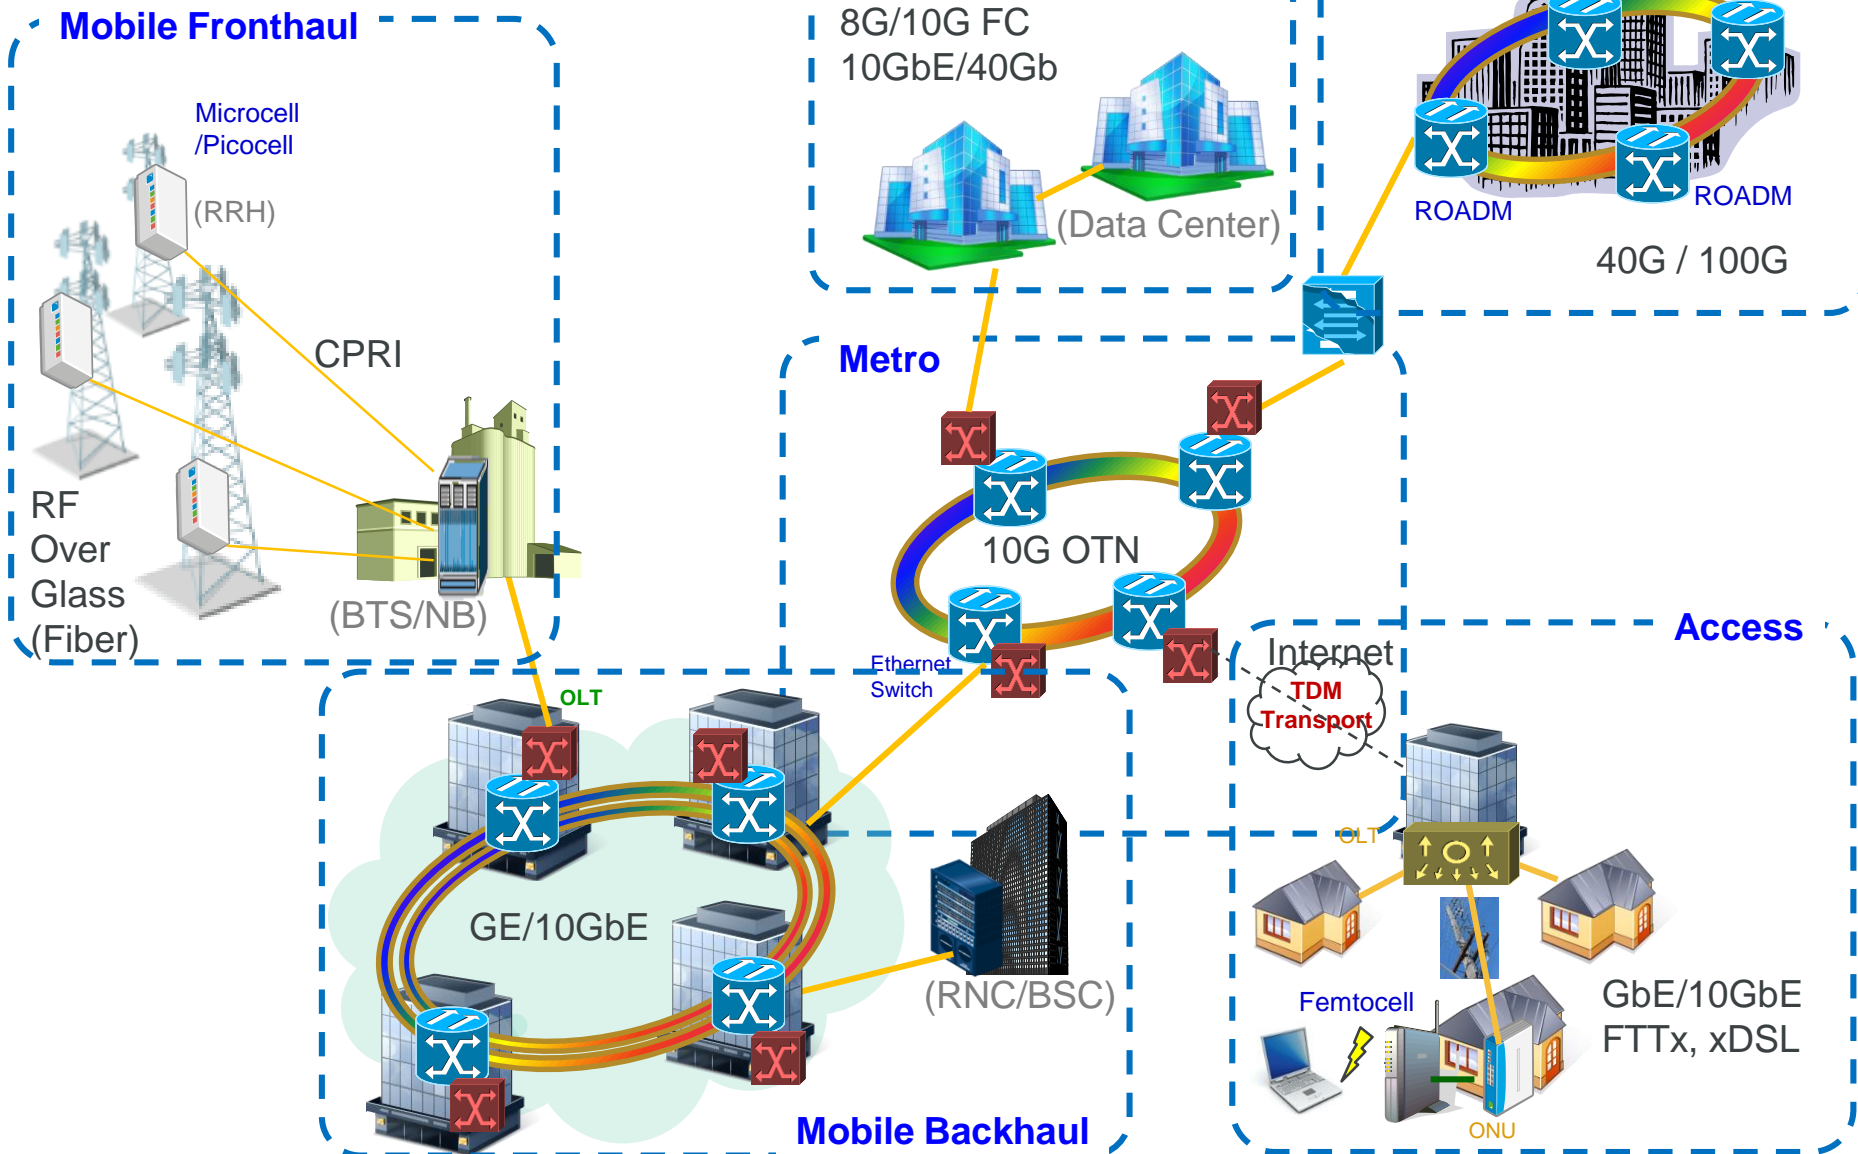 Mobile Fronthaul
8G/10G FC
10GbE/40Gb
Microcell
/Picocell
(RRH)
(Data Center)
ROADM
ROADM
40G / 100G
CPRI
Metro
RF
Over
Glass
(Fiber)
(BTS/NB)
10G OTN
Access
Internet
TDM
Transport
Ethernet
Switch
OLT
OLT
GE/10GbE
(RNC/BSC)
Femtocell
GbE/10GbE
FTTx, xDSL
ONU
Mobile Backhaul